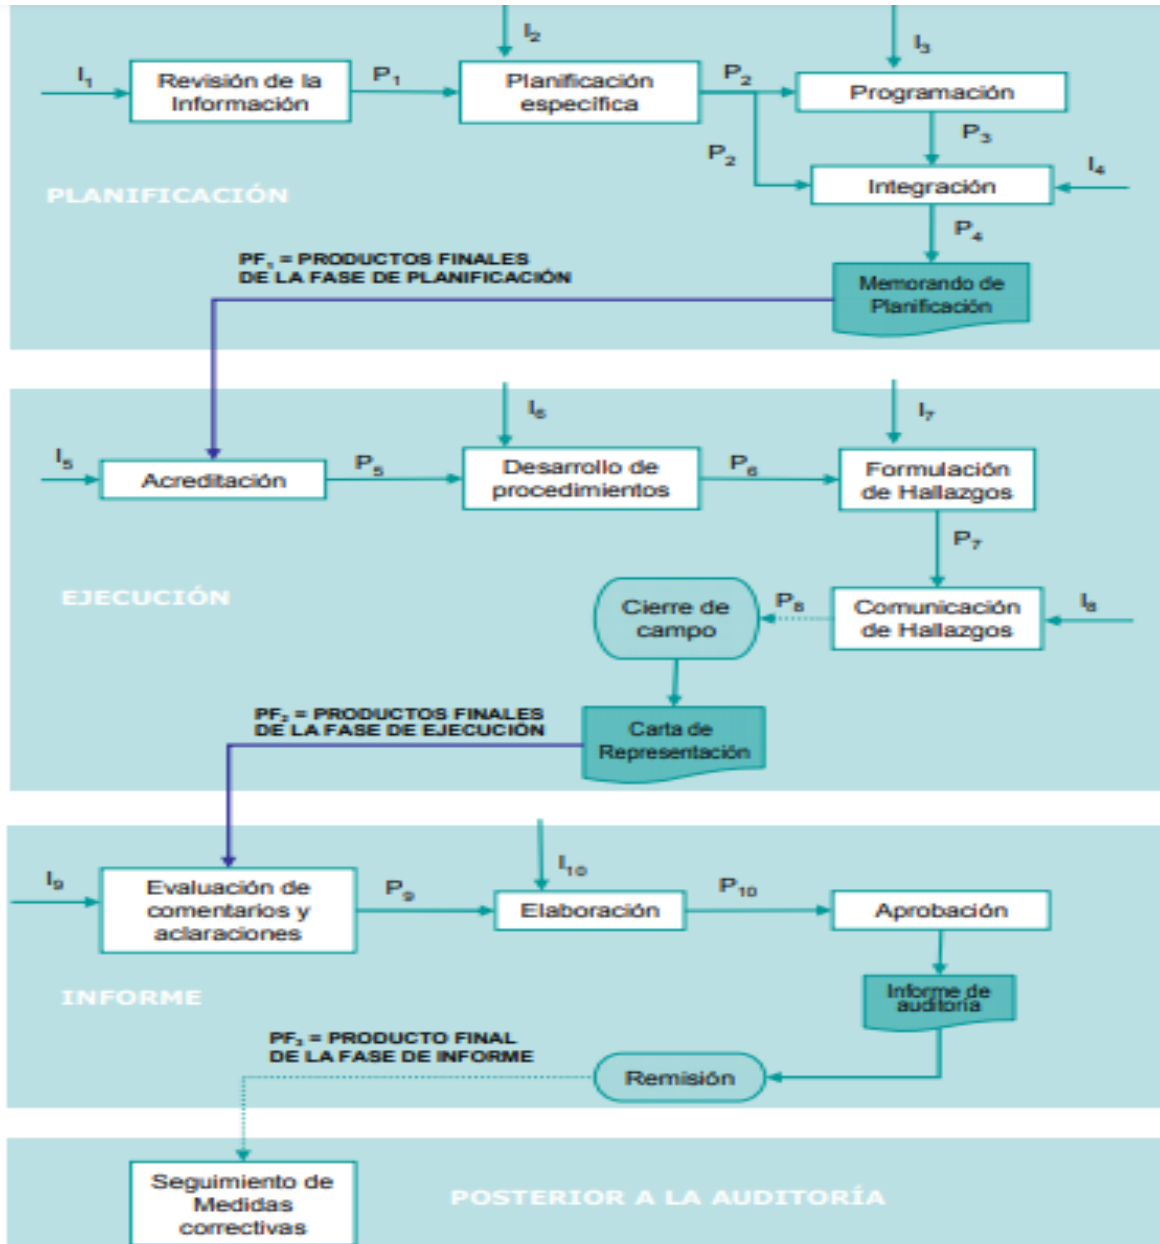 I₂
I₃
I₁
Revisión de la
Información
P₁
Planificación
específica
P₂
Programación
P₂
P₃
Integración
I₄
PLANIFICACIÓN
P₄
PF₁ = PRODUCTOS FINALES
DE LA FASE DE PLANIFICACIÓN
Memorando de
Planificación
I₆
I₇
I₅
Acreditación
P₅
Desarrollo de
procedimientos
P₆
Formulación
de Hallazgos
P₇
EJECUCIÓN
Cierre de
campo
P₈
Comunicación
de Hallazgos
I₈
PF₂ = PRODUCTOS FINALES
DE LA FASE DE EJECUCIÓN
Carta de
Representación
I₉
Evaluación de
comentarios y
aclaraciones
P₉
I₁₀
Elaboración
P₁₀
Aprobación
INFORME
Informe de
auditoría
PF₃ = PRODUCTO FINAL
DE LA FASE DE INFORME
Remisión
Seguimiento de
Medidas
correctivas
POSTERIOR A LA AUDITORÍA